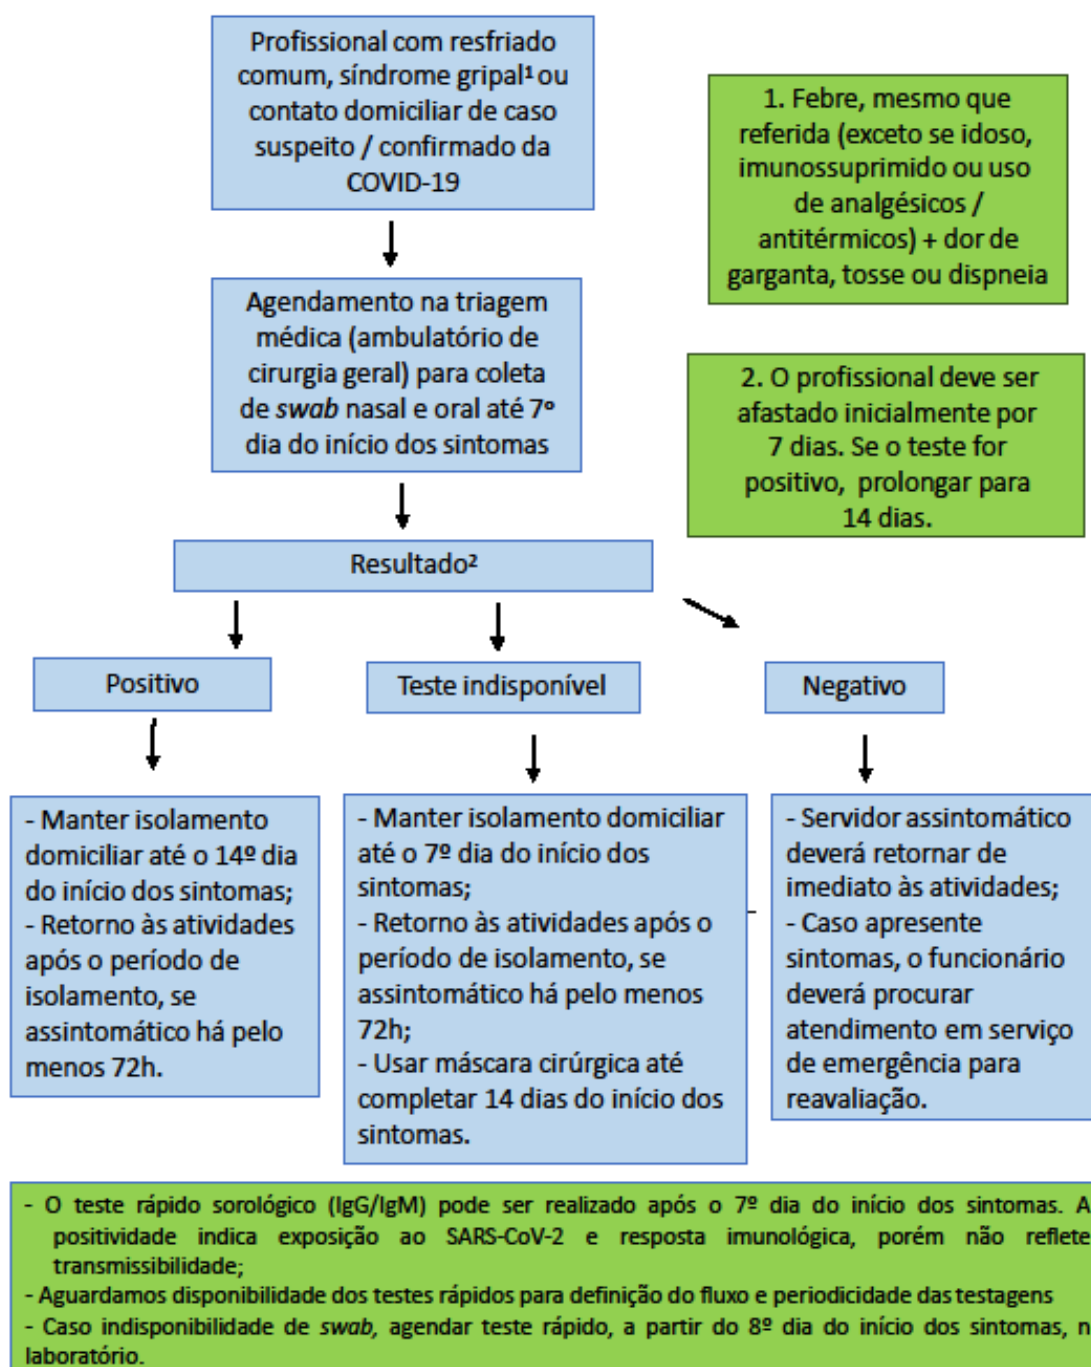 Profissional com resfriado
comum, síndrome gripal¹ ou
contato domiciliar de caso
suspeito / confirmado da
COVID-19
1. Febre, mesmo que
referida (exceto se idoso,
imunossuprimido ou uso
de analgésicos /
antitérmicos) + dor de
garganta, tosse ou dispneia
Agendamento na triagem
médica (ambulatório de
cirurgia geral) para coleta
de swab nasal e oral até 7º
dia do início dos sintomas
2. O profissional deve ser
afastado inicialmente por
7 dias. Se o teste for
positivo, prolongar para
14 dias.
Resultado²
Positivo
Teste indisponível
Negativo
- Manter isolamento
domiciliar até o 14º dia
do início dos sintomas;
- Retorno às atividades
após o período de
isolamento, se
assintomático há pelo
menos 72h.
- Manter isolamento domiciliar
até o 7º dia do início dos
sintomas;
- Retorno às atividades após o
período de isolamento, se
assintomático há pelo menos
72h;
- Usar máscara cirúrgica até
completar 14 dias do início dos
sintomas.
- Servidor assintomático
deverá retornar de
imediato às atividades;
- Caso apresente
sintomas, o funcionário
deverá procurar
atendimento em serviço
de emergência para
reavaliação.
- O teste rápido sorológico (IgG/IgM) pode ser realizado após o 7º dia do início dos sintomas. A
positividade indica exposição ao SARS-CoV-2 e resposta imunológica, porém não reflete
transmissibilidade;
- Aguardamos disponibilidade dos testes rápidos para definição do fluxo e periodicidade das testagens
- Caso indisponibilidade de swab, agendar teste rápido, a partir do 8º dia do início dos sintomas, n
laboratório.